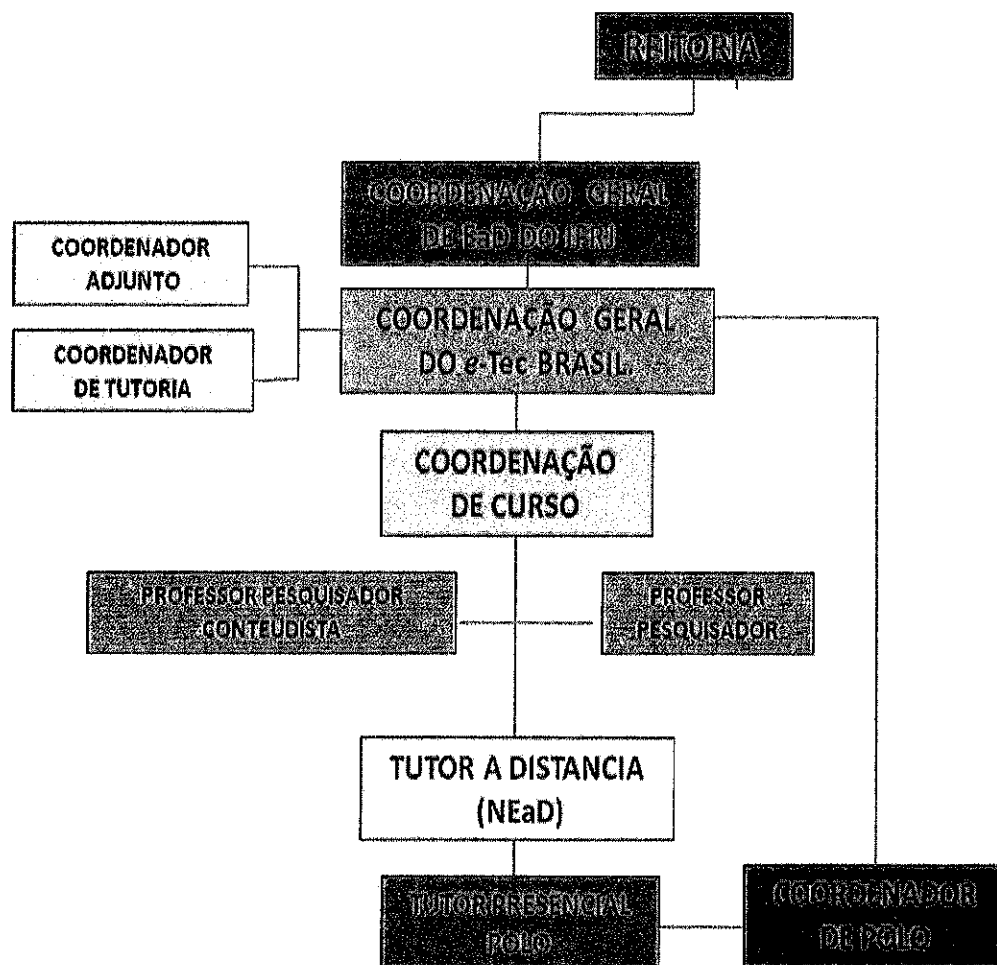 REITORIA
COORDENAÇÃO GERAL
DE EaD DO IFRJ
COORDENADOR
ADJUNTO
COORDENAÇÃO GERAL
DO e-Tec BRASIL.
COORDENADOR
DE TUTORIA
COORDENAÇÃO
DE CURSO
PROFESSOR PESQUISADOR
CONTEUDISTA
PROFESSOR
PESQUISADOR
TUTOR A DISTANCIA
(NEaD)
TUTOR PRESENCIAL
POLO
COORDENADOR
DE POLO